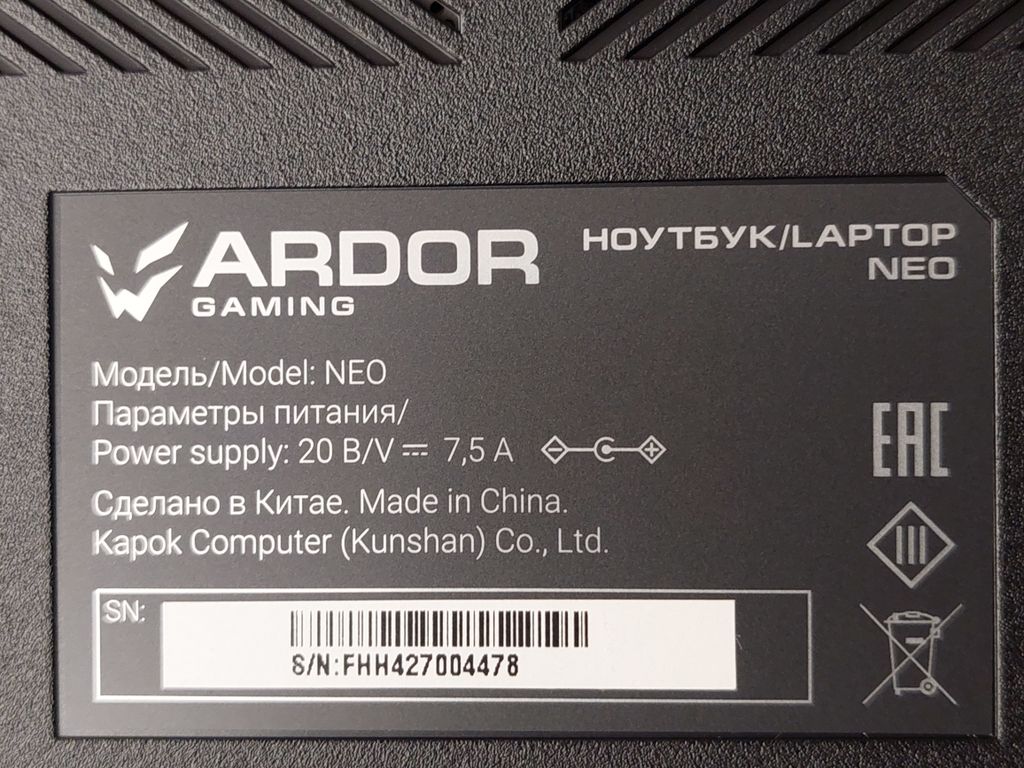 ARDOR
GAMING
НОУТБУК/LAPTOP
NEO
Модель/Model: NEO
Параметры питания/
Power supply: 20 В/V ⎓ 7,5 А
Сделано в Китае. Made in China.
Kapok Computer (Kunshan) Co., Ltd.
EAC
SN:
S/N:FHH427004478